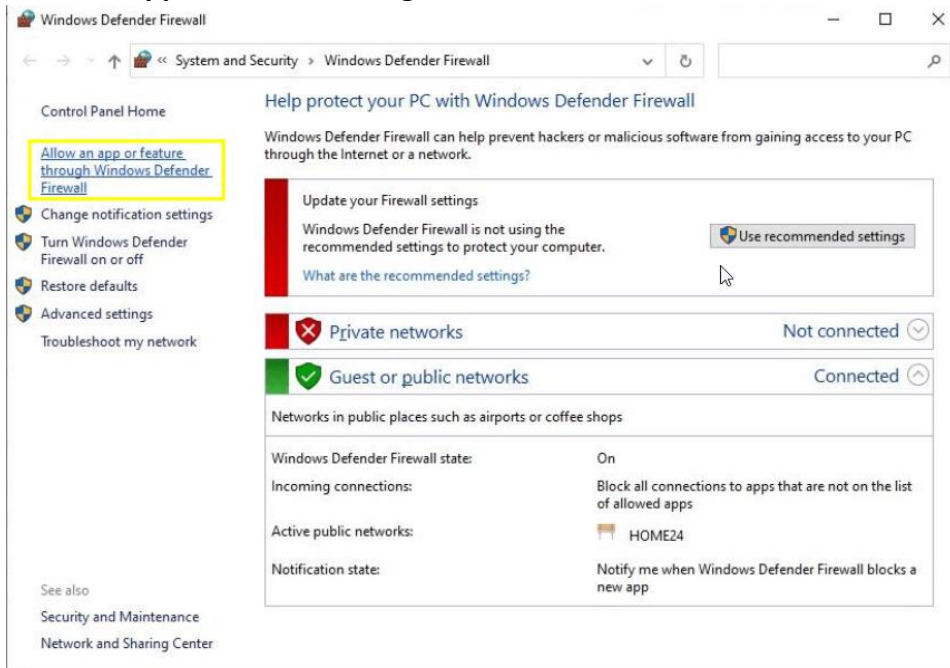 Windows Defender Firewall
« System and Security › Windows Defender Firewall
Control Panel Home
Allow an app or feature
through Windows Defender
Firewall
Change notification settings
Turn Windows Defender
Firewall on or off
Restore defaults
Advanced settings
Troubleshoot my network
See also
Security and Maintenance
Network and Sharing Center
Help protect your PC with Windows Defender Firewall
Windows Defender Firewall can help prevent hackers or malicious software from gaining access to your PC
through the Internet or a network.
Update your Firewall settings
Windows Defender Firewall is not using the
recommended settings to protect your computer.
What are the recommended settings?
Use recommended settings
Private networks Not connected
Guest or public networks Connected
Networks in public places such as airports or coffee shops
Windows Defender Firewall state: On
Incoming connections: Block all connections to apps that are not on the list
of allowed apps
Active public networks: HOME24
Notification state: Notify me when Windows Defender Firewall blocks a
new app